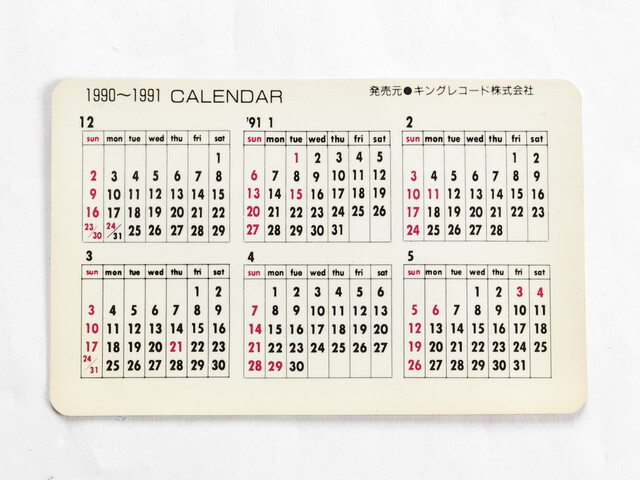 1990～1991 CALENDAR 発売元●キングレコード株式会社
12
sun mon tue wed thu fri sat
1
2 3 4 5 6 7 8
9 10 11 12 13 14 15
16 17 18 19 20 21 22
23/30 24/31 25 26 27 28 29
'91 1
sun mon tue wed thu fri sat
1 2 3 4 5
6 7 8 9 10 11 12
13 14 15 16 17 18 19
20 21 22 23 24 25 26
27 28 29 30 31
2
sun mon tue wed thu fri sat
1 2
3 4 5 6 7 8 9
10 11 12 13 14 15 16
17 18 19 20 21 22 23
24 25 26 27 28
3
sun mon tue wed thu fri sat
1 2
3 4 5 6 7 8 9
10 11 12 13 14 15 16
17 18 19 20 21 22 23
24/31 25 26 27 28 29 30
4
sun mon tue wed thu fri sat
1 2 3 4 5 6
7 8 9 10 11 12 13
14 15 16 17 18 19 20
21 22 23 24 25 26 27
28 29 30
5
sun mon tue wed thu fri sat
1 2 3 4
5 6 7 8 9 10 11
12 13 14 15 16 17 18
19 20 21 22 23 24 25
26 27 28 29 30 31